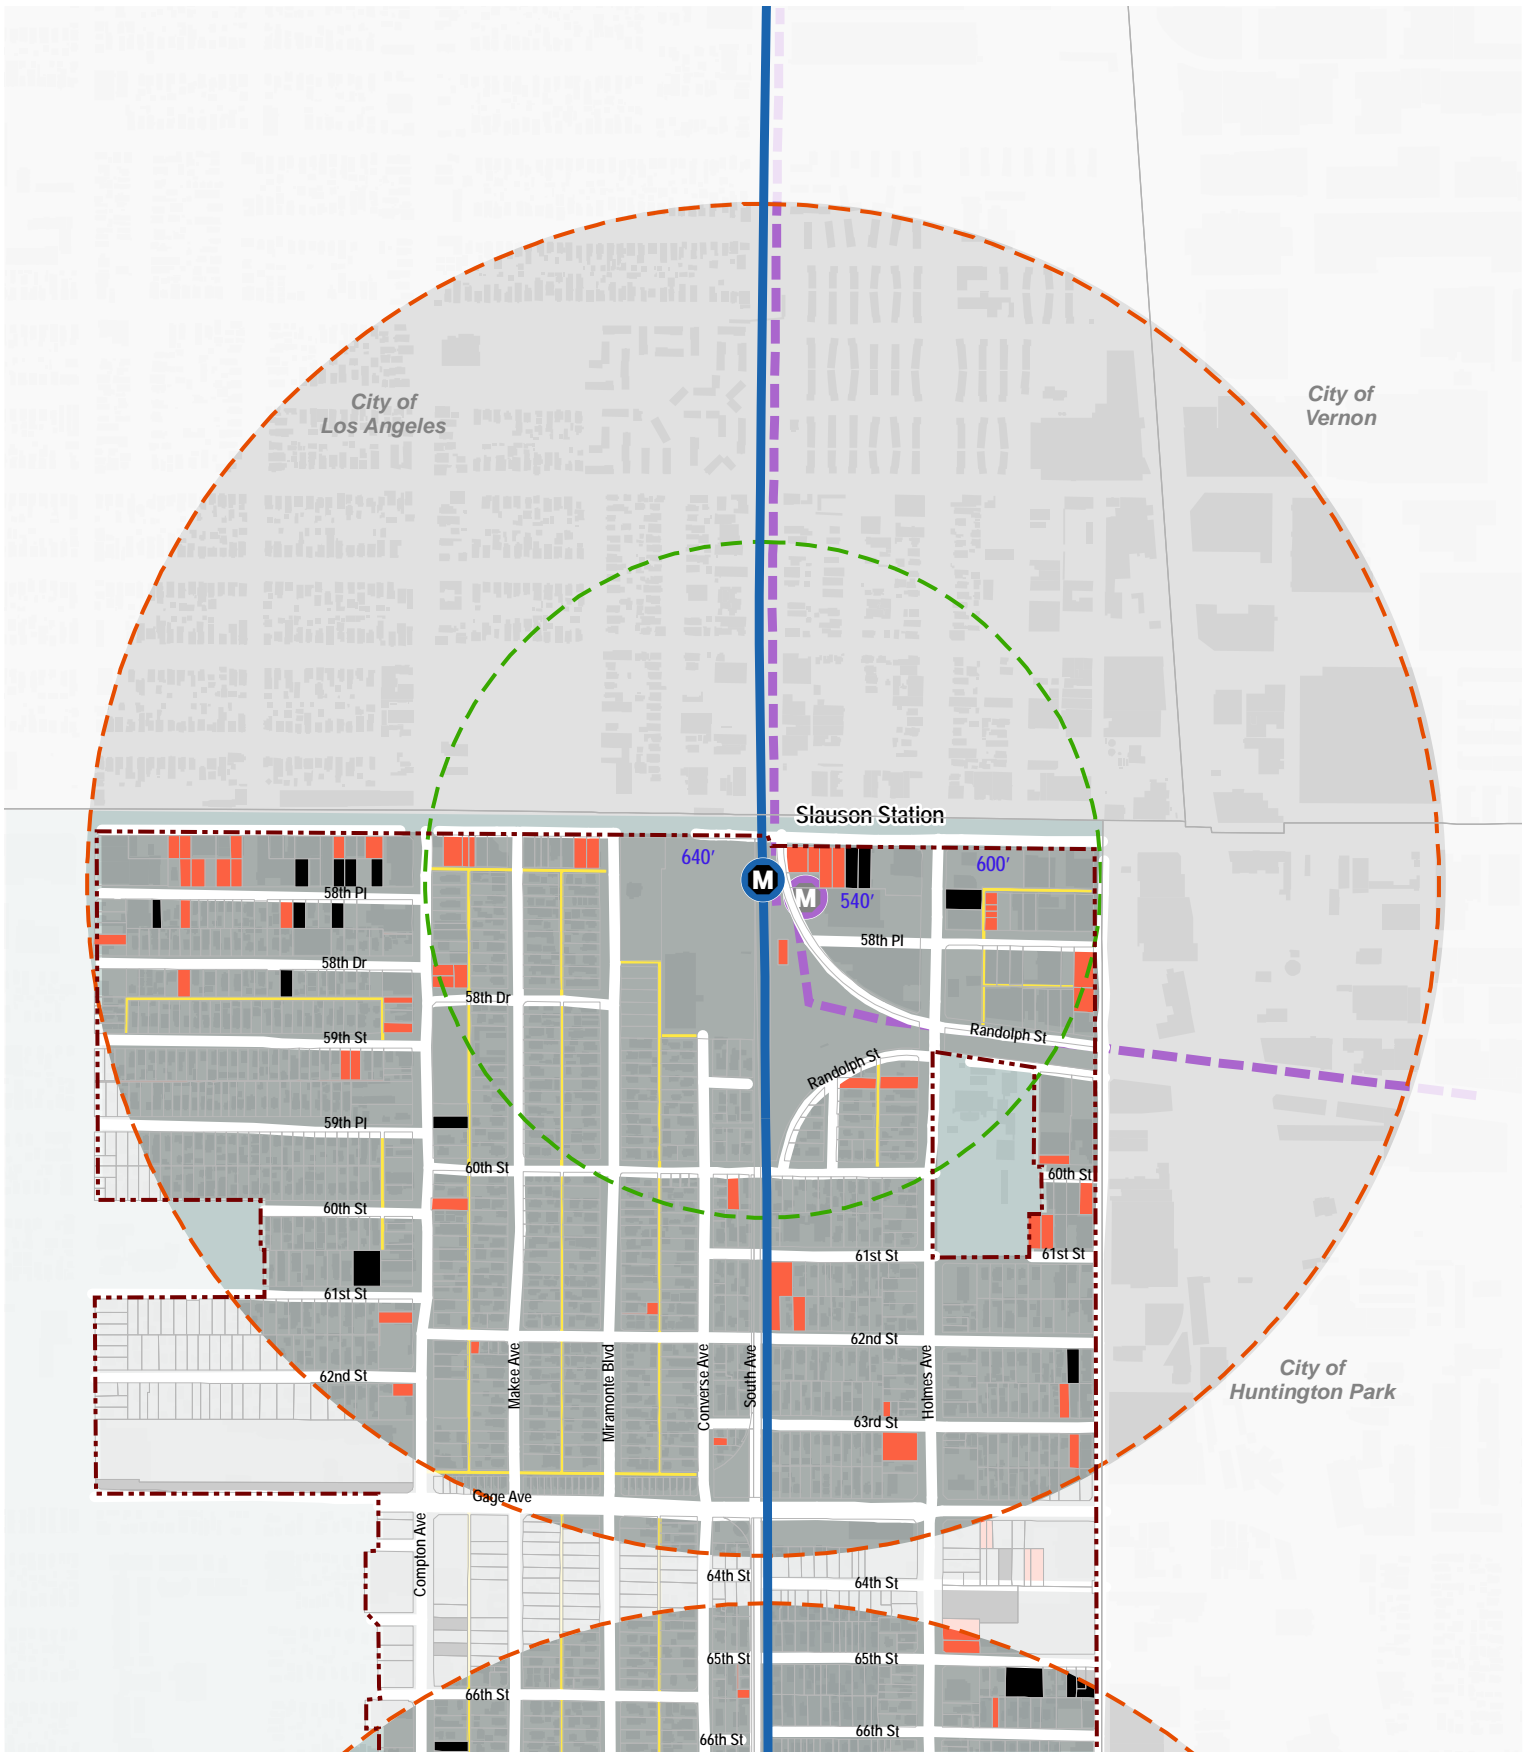 City of
Los Angeles
City of
Vernon
Slauson Station
640'
M
M
540'
600'
58th Pl
58th Pl
58th Dr
58th Dr
59th St
Randolph St
Randolph St
59th Pl
60th St
60th St
60th St
61st St
61st St
61st St
62nd St
62nd St
Makee Ave
Miramonte Blvd
Converse Ave
South Ave
Holmes Ave
City of
Huntington Park
63rd St
Gage Ave
Compton Ave
64th St
64th St
65th St
65th St
66th St
66th St
66th St